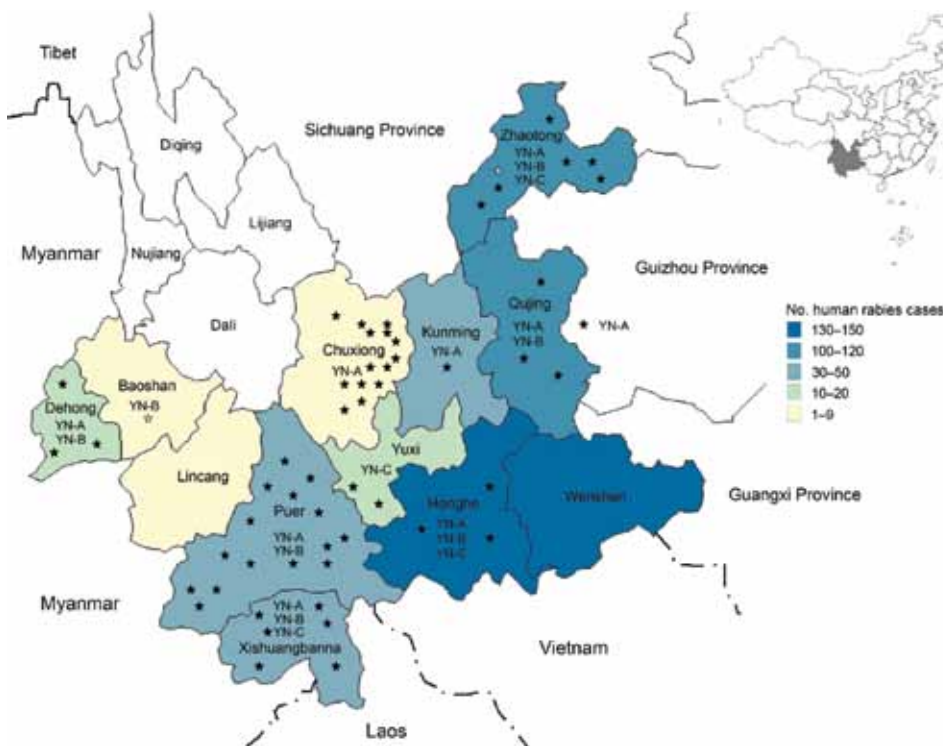 Tibet
Sichuang Province
Diqing
Zhaotong
YN-A
YN-B
YN-C
Lijiang
Myanmar
Nujiang
Guizhou Province
Dali
Qujing
YN-A
YN-B
Kunming
YN-A
YN-A
Chuxiong
YN-A
No. human rabies cases
130–150
100–120
30–50
10–20
1–9
Baoshan
YN-B
Dehong
YN-A
YN-B
Yuxi
YN-C
Lincang
Honghe
YN-A
YN-B
YN-C
Wenshan
Guangxi Province
Puer
YN-A
YN-B
Myanmar
YN-A
YN-B
YN-C
Xishuangbanna
Vietnam
Laos